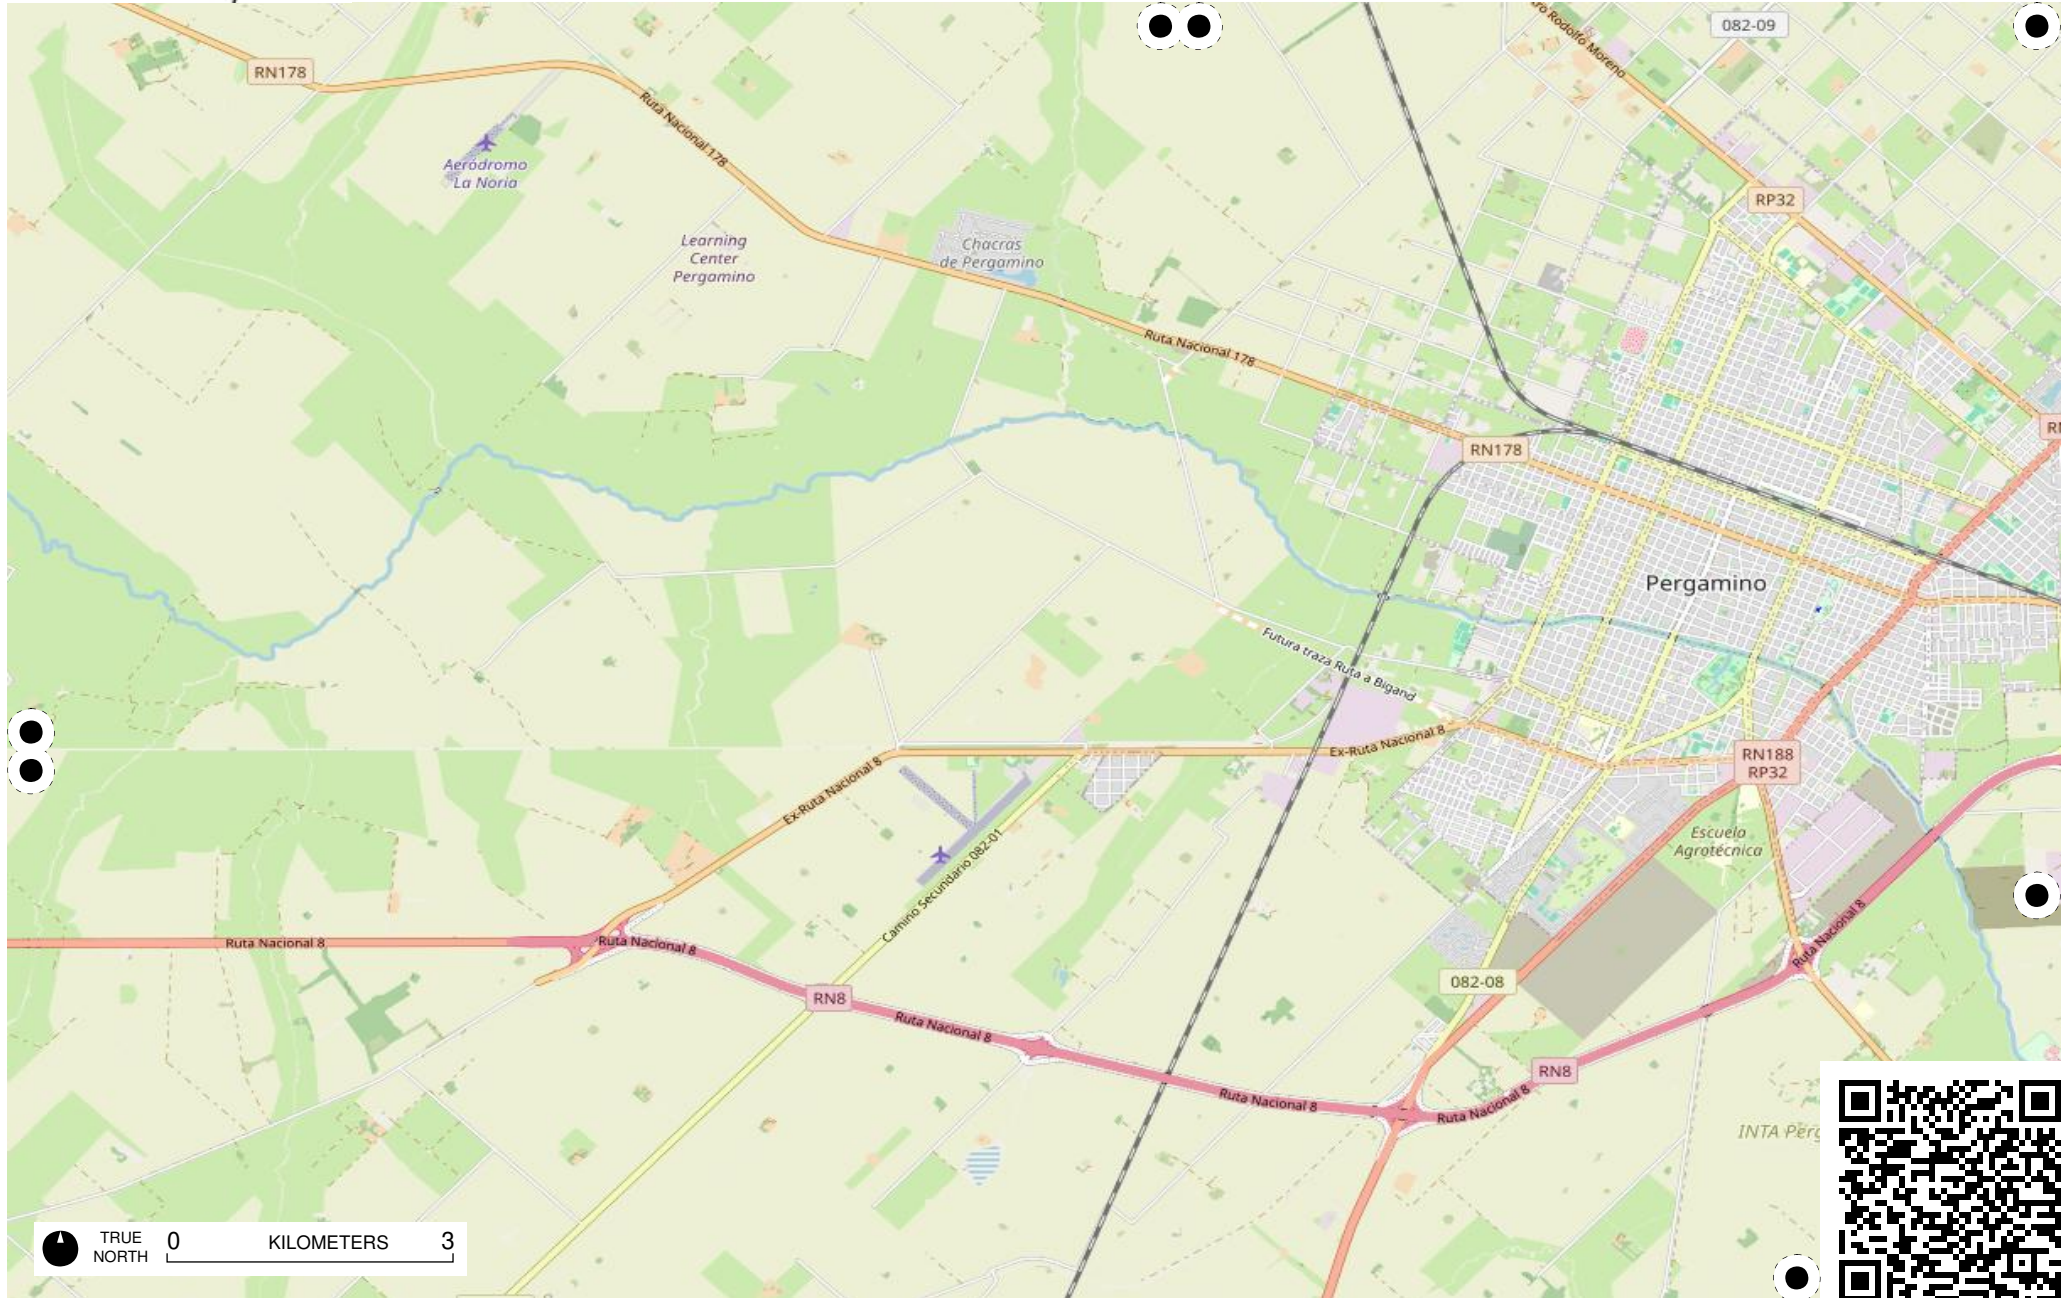 082-09
RN178
Ruta Nacional 178
Aeródromo
La Noria
RP32
Learning
Center
Pergamino
Chacras
de Pergamino
Ruta Nacional 178
RN178
Pergamino
Futura traza Ruta a Bigand
Ex-Ruta Nacional 8
Ex-Ruta Nacional 8
RN188
RP32
Escuela
Agrotécnica
Camino Secundario 082-01
Ruta Nacional 8
Ruta Nacional 8
Ruta Nacional 8
082-08
RN8
Ruta Nacional 8
RN8
Ruta Nacional 8
Ruta Nacional 8
TRUE
NORTH
0 KILOMETERS 3